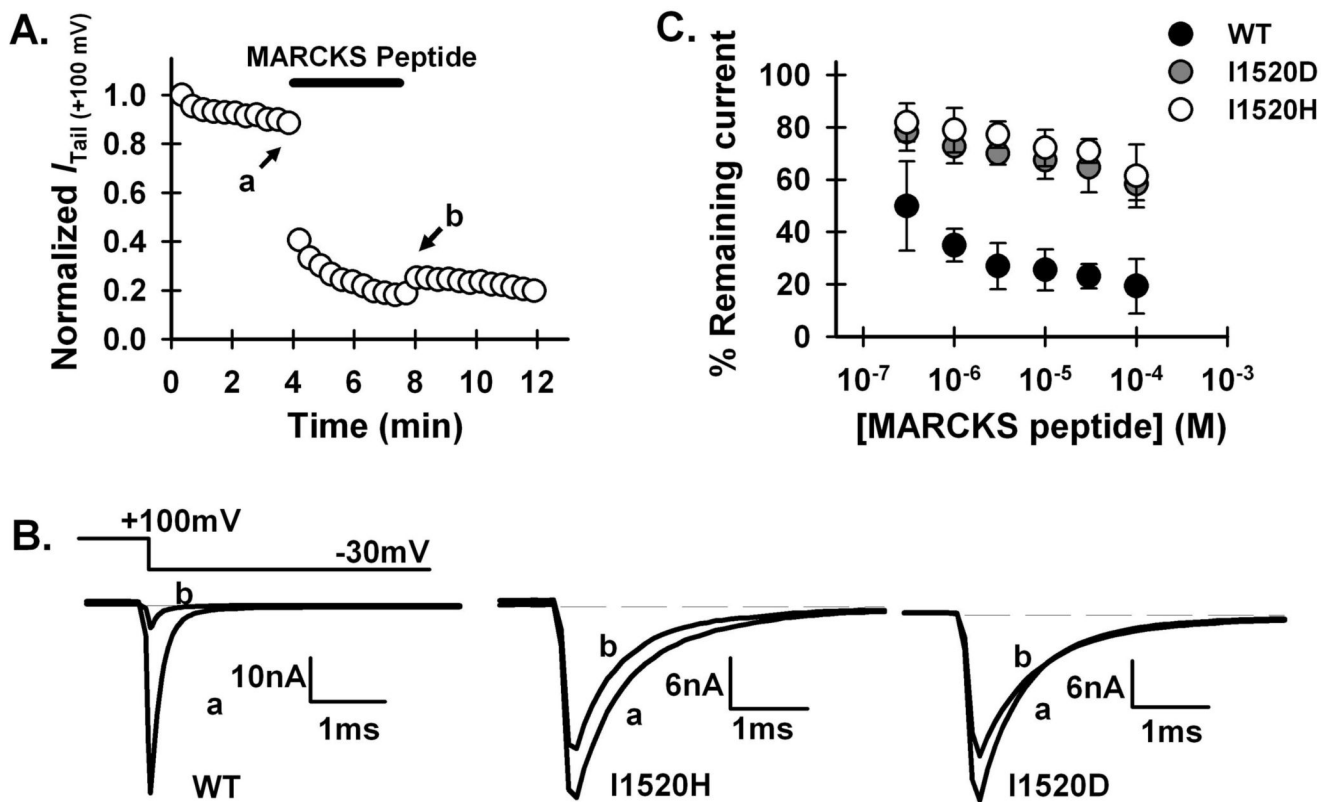 A.
MARCKS Peptide
Normalized I Tail (+100 mV)
1.0
0.8
0.6
0.4
0.2
0.0
a
b
0 2 4 6 8 10 12
Time (min)
C.
WT
I1520D
I1520H
% Remaining current
100
80
60
40
20
0
10-7 10-6 10-5 10-4 10-3
[MARCKS peptide] (M)
B.
+100mV
-30mV
b
a
10nA
1ms
WT
b
a
6nA
1ms
I1520H
b
a
6nA
1ms
I1520D